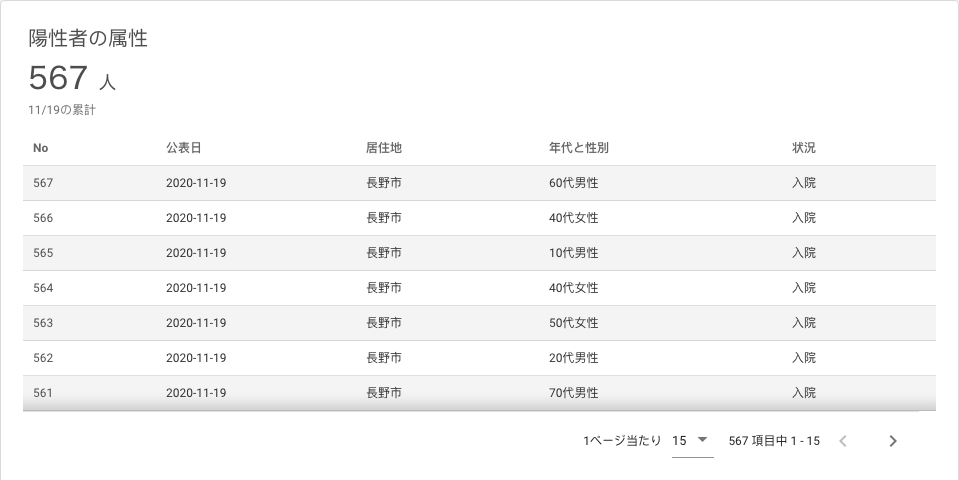 陽性者の属性
567 人
11/19の累計
No 公表日 居住地 年代と性別 状況
567 2020-11-19 長野市 60代男性 入院
566 2020-11-19 長野市 40代女性 入院
565 2020-11-19 長野市 10代男性 入院
564 2020-11-19 長野市 40代女性 入院
563 2020-11-19 長野市 50代女性 入院
562 2020-11-19 長野市 20代男性 入院
561 2020-11-19 長野市 70代男性 入院
1ページ当たり 15 567 項目中 1 - 15